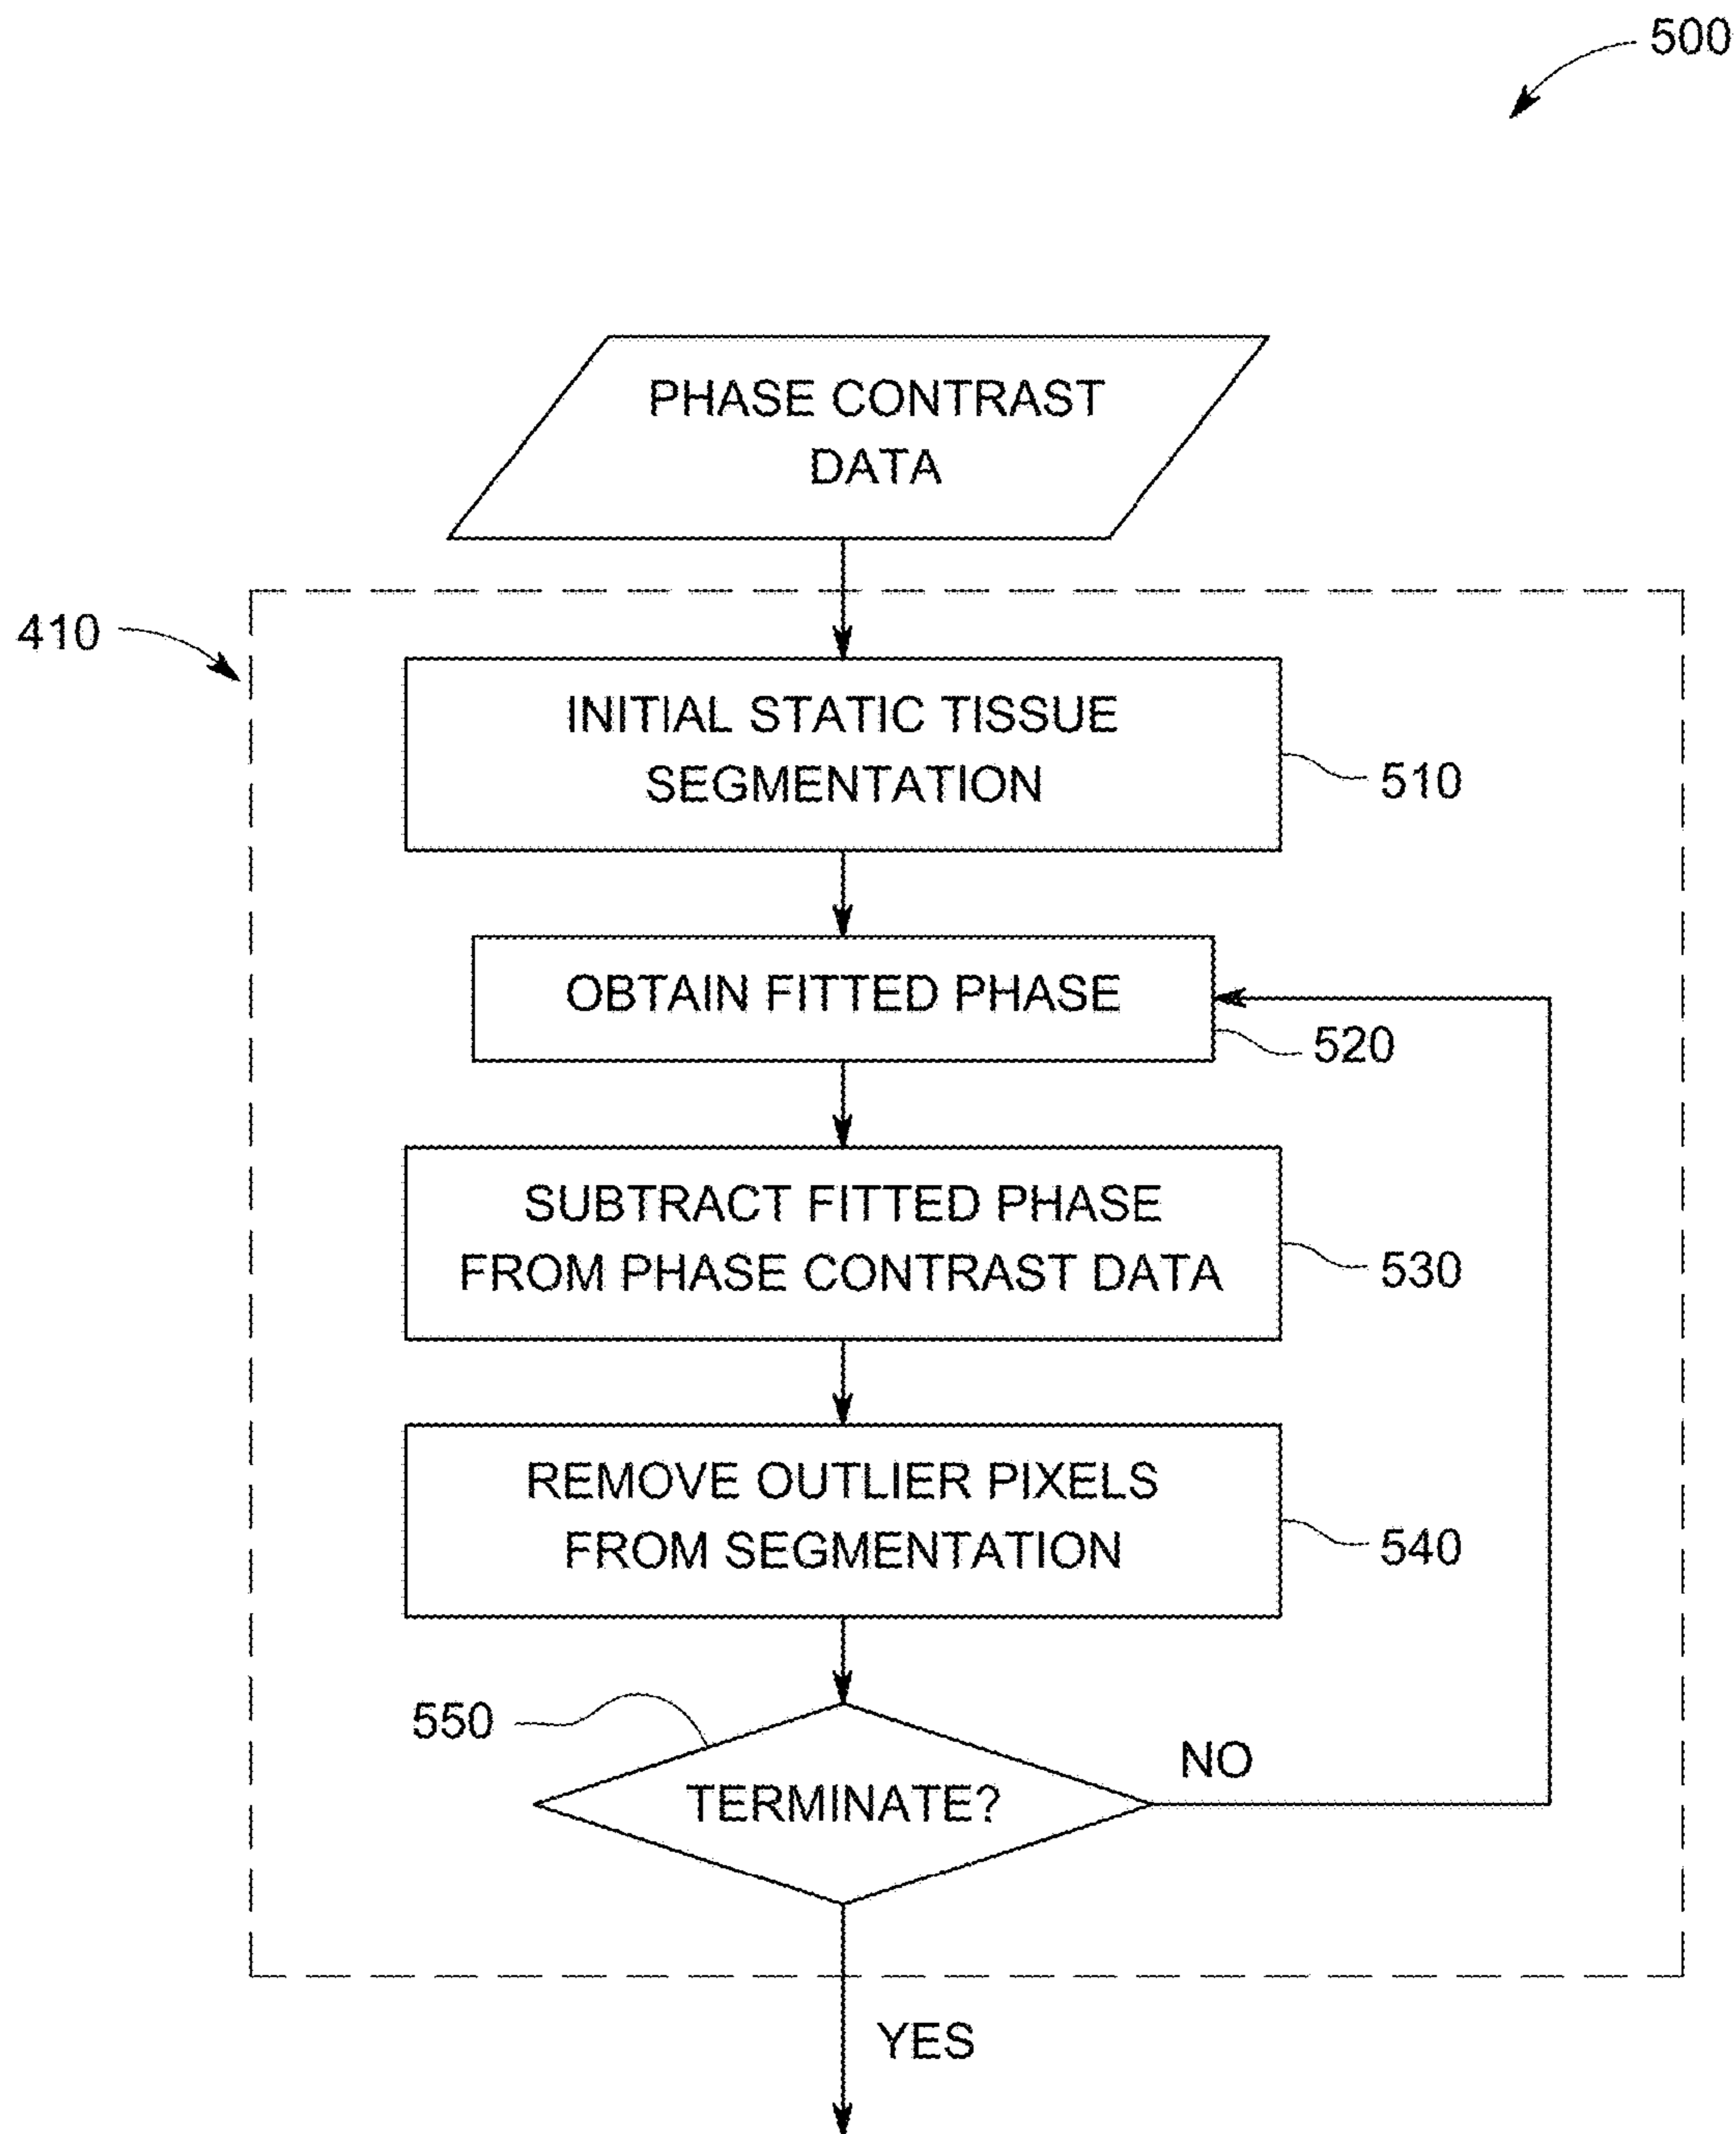 500
PHASE CONTRAST
DATA
410
INITIAL STATIC TISSUE
SEGMENTATION
510
OBTAIN FITTED PHASE
520
SUBTRACT FITTED PHASE
FROM PHASE CONTRAST DATA
530
REMOVE OUTLIER PIXELS
FROM SEGMENTATION
540
550
TERMINATE?
NO
YES